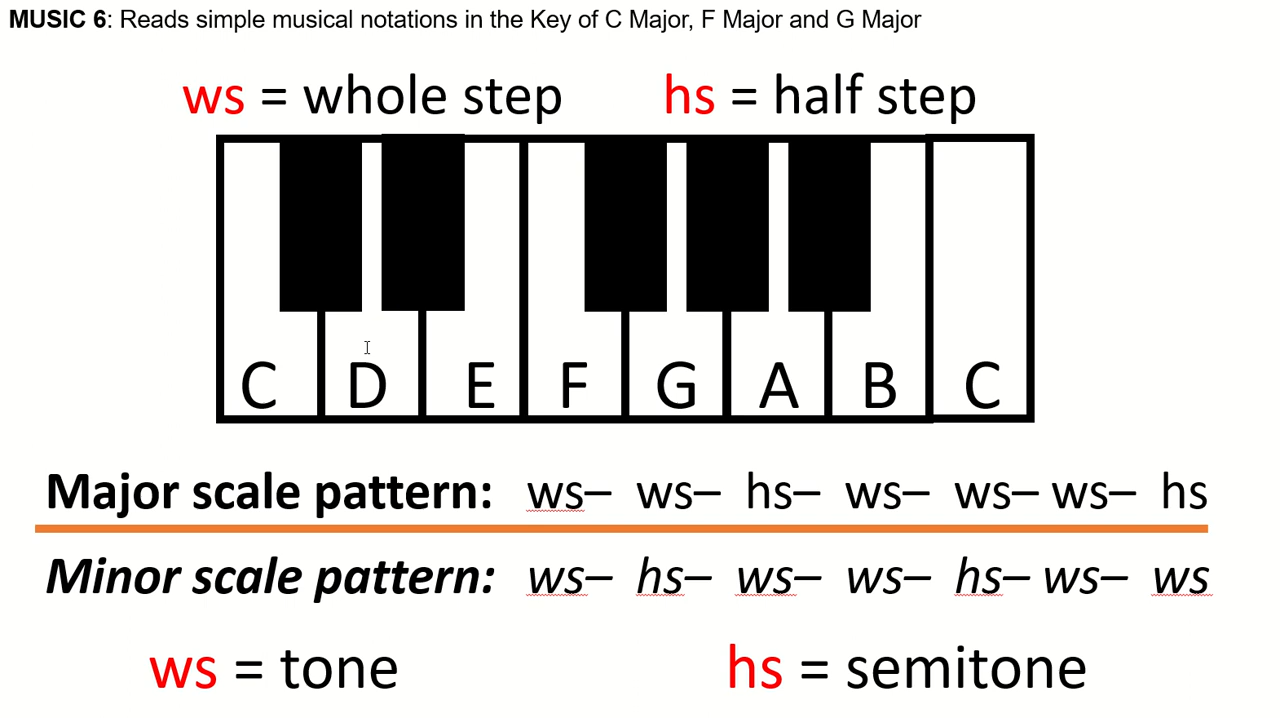 MUSIC 6: Reads simple musical notations in the Key of C Major, F Major and G Major
ws = whole step hs = half step
C D E F G A B C
Major scale pattern: ws– ws– hs– ws– ws– ws– hs
Minor scale pattern: ws– hs– ws– ws– hs– ws– ws
ws = tone hs = semitone